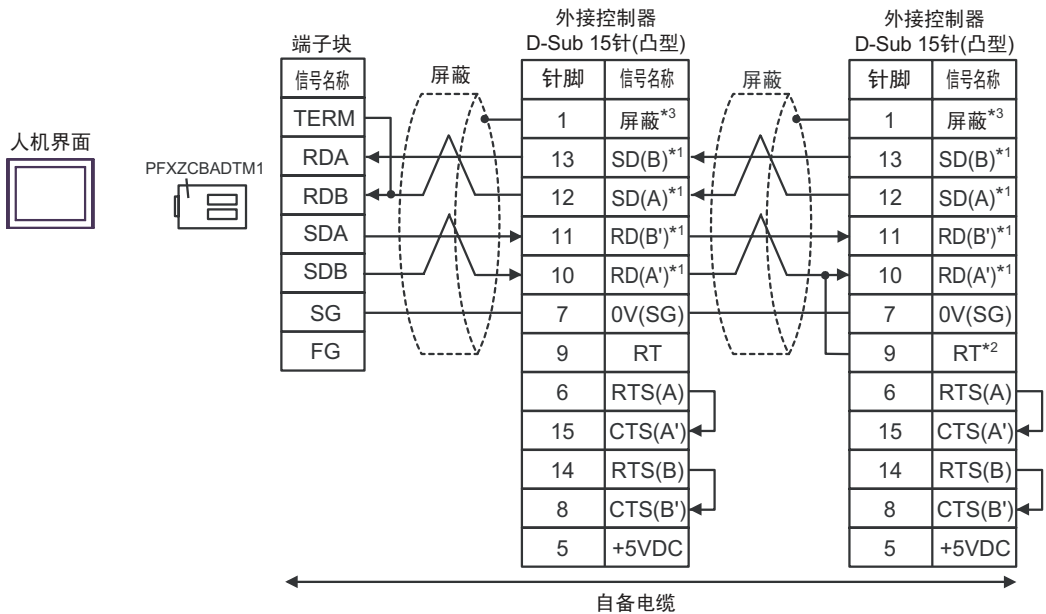 人机界面
PFXZCBADTM1
端子块
信号名称
TERM
RDA
RDB
SDA
SDB
SG
FG
屏蔽
外接控制器
D-Sub 15针(凸型)
针脚 信号名称
1 屏蔽*3
13 SD(B)*1
12 SD(A)*1
11 RD(B')*1
10 RD(A')*1
7 0V(SG)
9 RT
6 RTS(A)
15 CTS(A')
14 RTS(B)
8 CTS(B')
5 +5VDC
屏蔽
外接控制器
D-Sub 15针(凸型)
针脚 信号名称
1 屏蔽*3
13 SD(B)*1
12 SD(A)*1
11 RD(B')*1
10 RD(A')*1
7 0V(SG)
9 RT*2
6 RTS(A)
15 CTS(A')
14 RTS(B)
8 CTS(B')
5 +5VDC
自备电缆